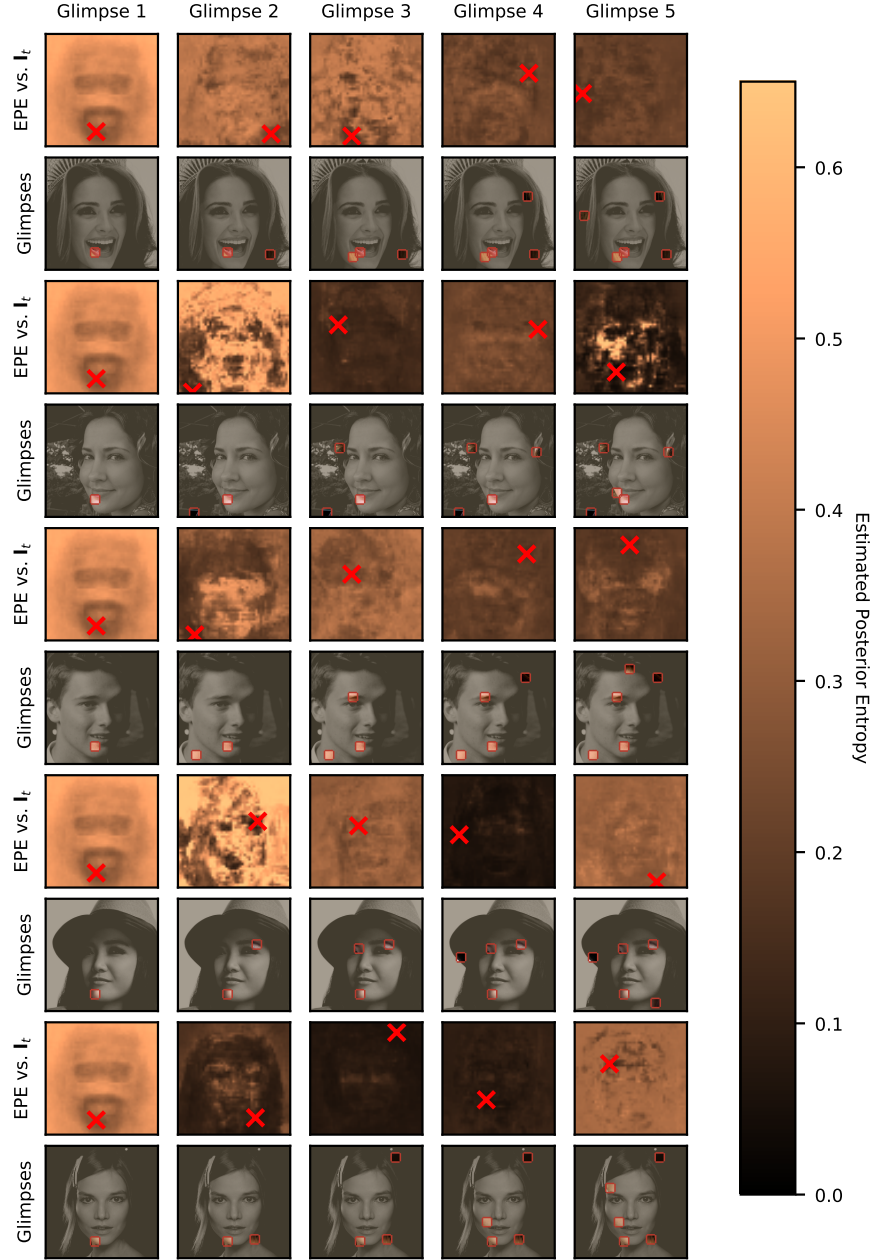 Glimpse 1 Glimpse 2 Glimpse 3 Glimpse 4 Glimpse 5
EPE vs. Iₜ
Glimpses
EPE vs. Iₜ
Glimpses
EPE vs. Iₜ
Glimpses
EPE vs. Iₜ
Glimpses
EPE vs. Iₜ
Glimpses
0.6
0.5
0.4
0.3
0.2
0.1
0.0
Estimated Posterior Entropy